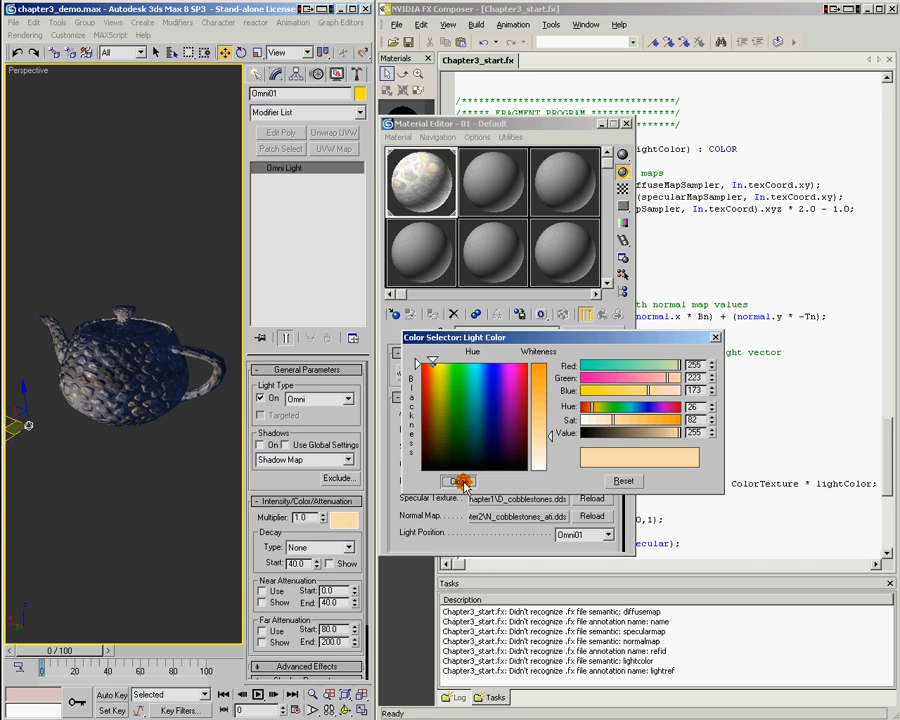 chapter3_demo.max - Autodesk 3ds Max 8 SP3 - Stand-alone License
File Edit Tools Group Views Create Modifiers Character reactor Animation Graph Editors
Rendering Customize MAXScript Help
All
View
Perspective
Omni01
Modifier List
Edit Poly Unwrap UVW
Patch Select UVW Map
Omni Light
- General Parameters
Light Type
On Omni
Targeted
Shadows
On Use Global Settings
Shadow Map
Exclude...
- Intensity/Color/Attenuation
Multiplier: 1.0
Decay
Type: None
Start: 40.0 Show
Near Attenuation
Use Start: 0.0
Show End: 40.0
Far Attenuation
Use Start: 80.0
Show End: 200.0
+ Advanced Effects
0 / 100
0 20 40 60 80 100
Auto Key Selected
Set Key Key Filters...
0
NVIDIA FX Composer - [Chapter3_start.fx]
File Edit View Build Animation Tools Window Help
Materials
Chapter3_start.fx
/***** FRAGMENT PROGRAM
ightColor) : COLOR
maps
ffuseMapSampler, In.texCoord.xy);
(specularMapSampler, In.texCoord.xy);
pSampler, In.texCoord).xyz * 2.0 - 1.0;
th normal map values
normal.x * Bn) + (normal.y * -Tn);
ght vector
ColorTexture * lightColor;
0,1);
ecular);
Material Editor - 01 - Default
Material Navigation Options Utilities
Color Selector: Light Color
Hue Whiteness
Blackness
Red: 255
Green: 223
Blue: 173
Hue: 26
Sat: 82
Value: 255
Reset
Specular Texture. hapter1\D_cobblestones.dds Reload
Normal Map. ter2\N_cobblestones_ati.dds Reload
Light Position. Omni01
Tasks
Description
Chapter3_start.fx: Didn't recognize .fx file semantic: diffusemap
Chapter3_start.fx: Didn't recognize .fx file annotation name: name
Chapter3_start.fx: Didn't recognize .fx file semantic: specularmap
Chapter3_start.fx: Didn't recognize .fx file semantic: normalmap
Chapter3_start.fx: Didn't recognize .fx file annotation name: refid
Chapter3_start.fx: Didn't recognize .fx file semantic: lightcolor
Chapter3_start.fx: Didn't recognize .fx file annotation name: lightref
Log Tasks
Ready